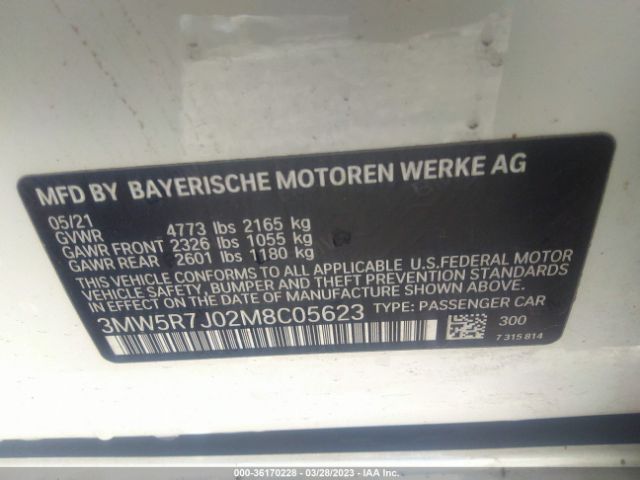 MFD BY BAYERISCHE MOTOREN WERKE AG
05/21
GVWR 4773 lbs 2165 kg
GAWR FRONT 2326 lbs 1055 kg
GAWR REAR 2601 lbs 1180 kg
THIS VEHICLE CONFORMS TO ALL APPLICABLE U.S.FEDERAL MOTOR
VEHICLE SAFETY, BUMPER AND THEFT PREVENTION STANDARDS
IN EFFECT ON THE DATE OF MANUFACTURE SHOWN ABOVE.
3MW5R7J02M8C05623 TYPE: PASSENGER CAR
300
7 315 814
000-36170228 | 03/28/2023 | IAA Inc.